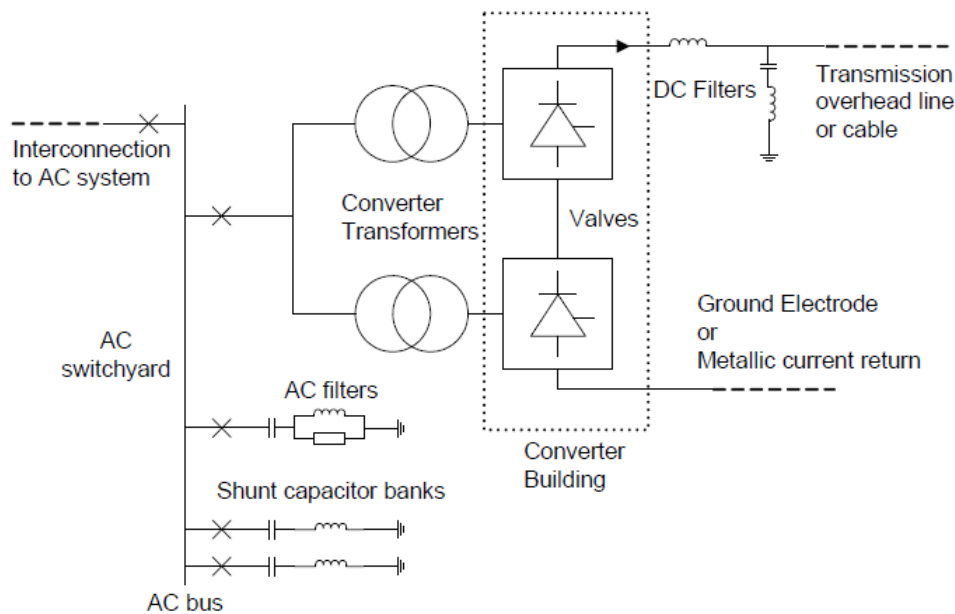 DC Filters
Transmission
overhead line
or cable
Interconnection
to AC system
Converter
Transformers
Valves
Ground Electrode
or
Metallic current return
AC
switchyard
AC filters
Converter
Building
Shunt capacitor banks
AC bus